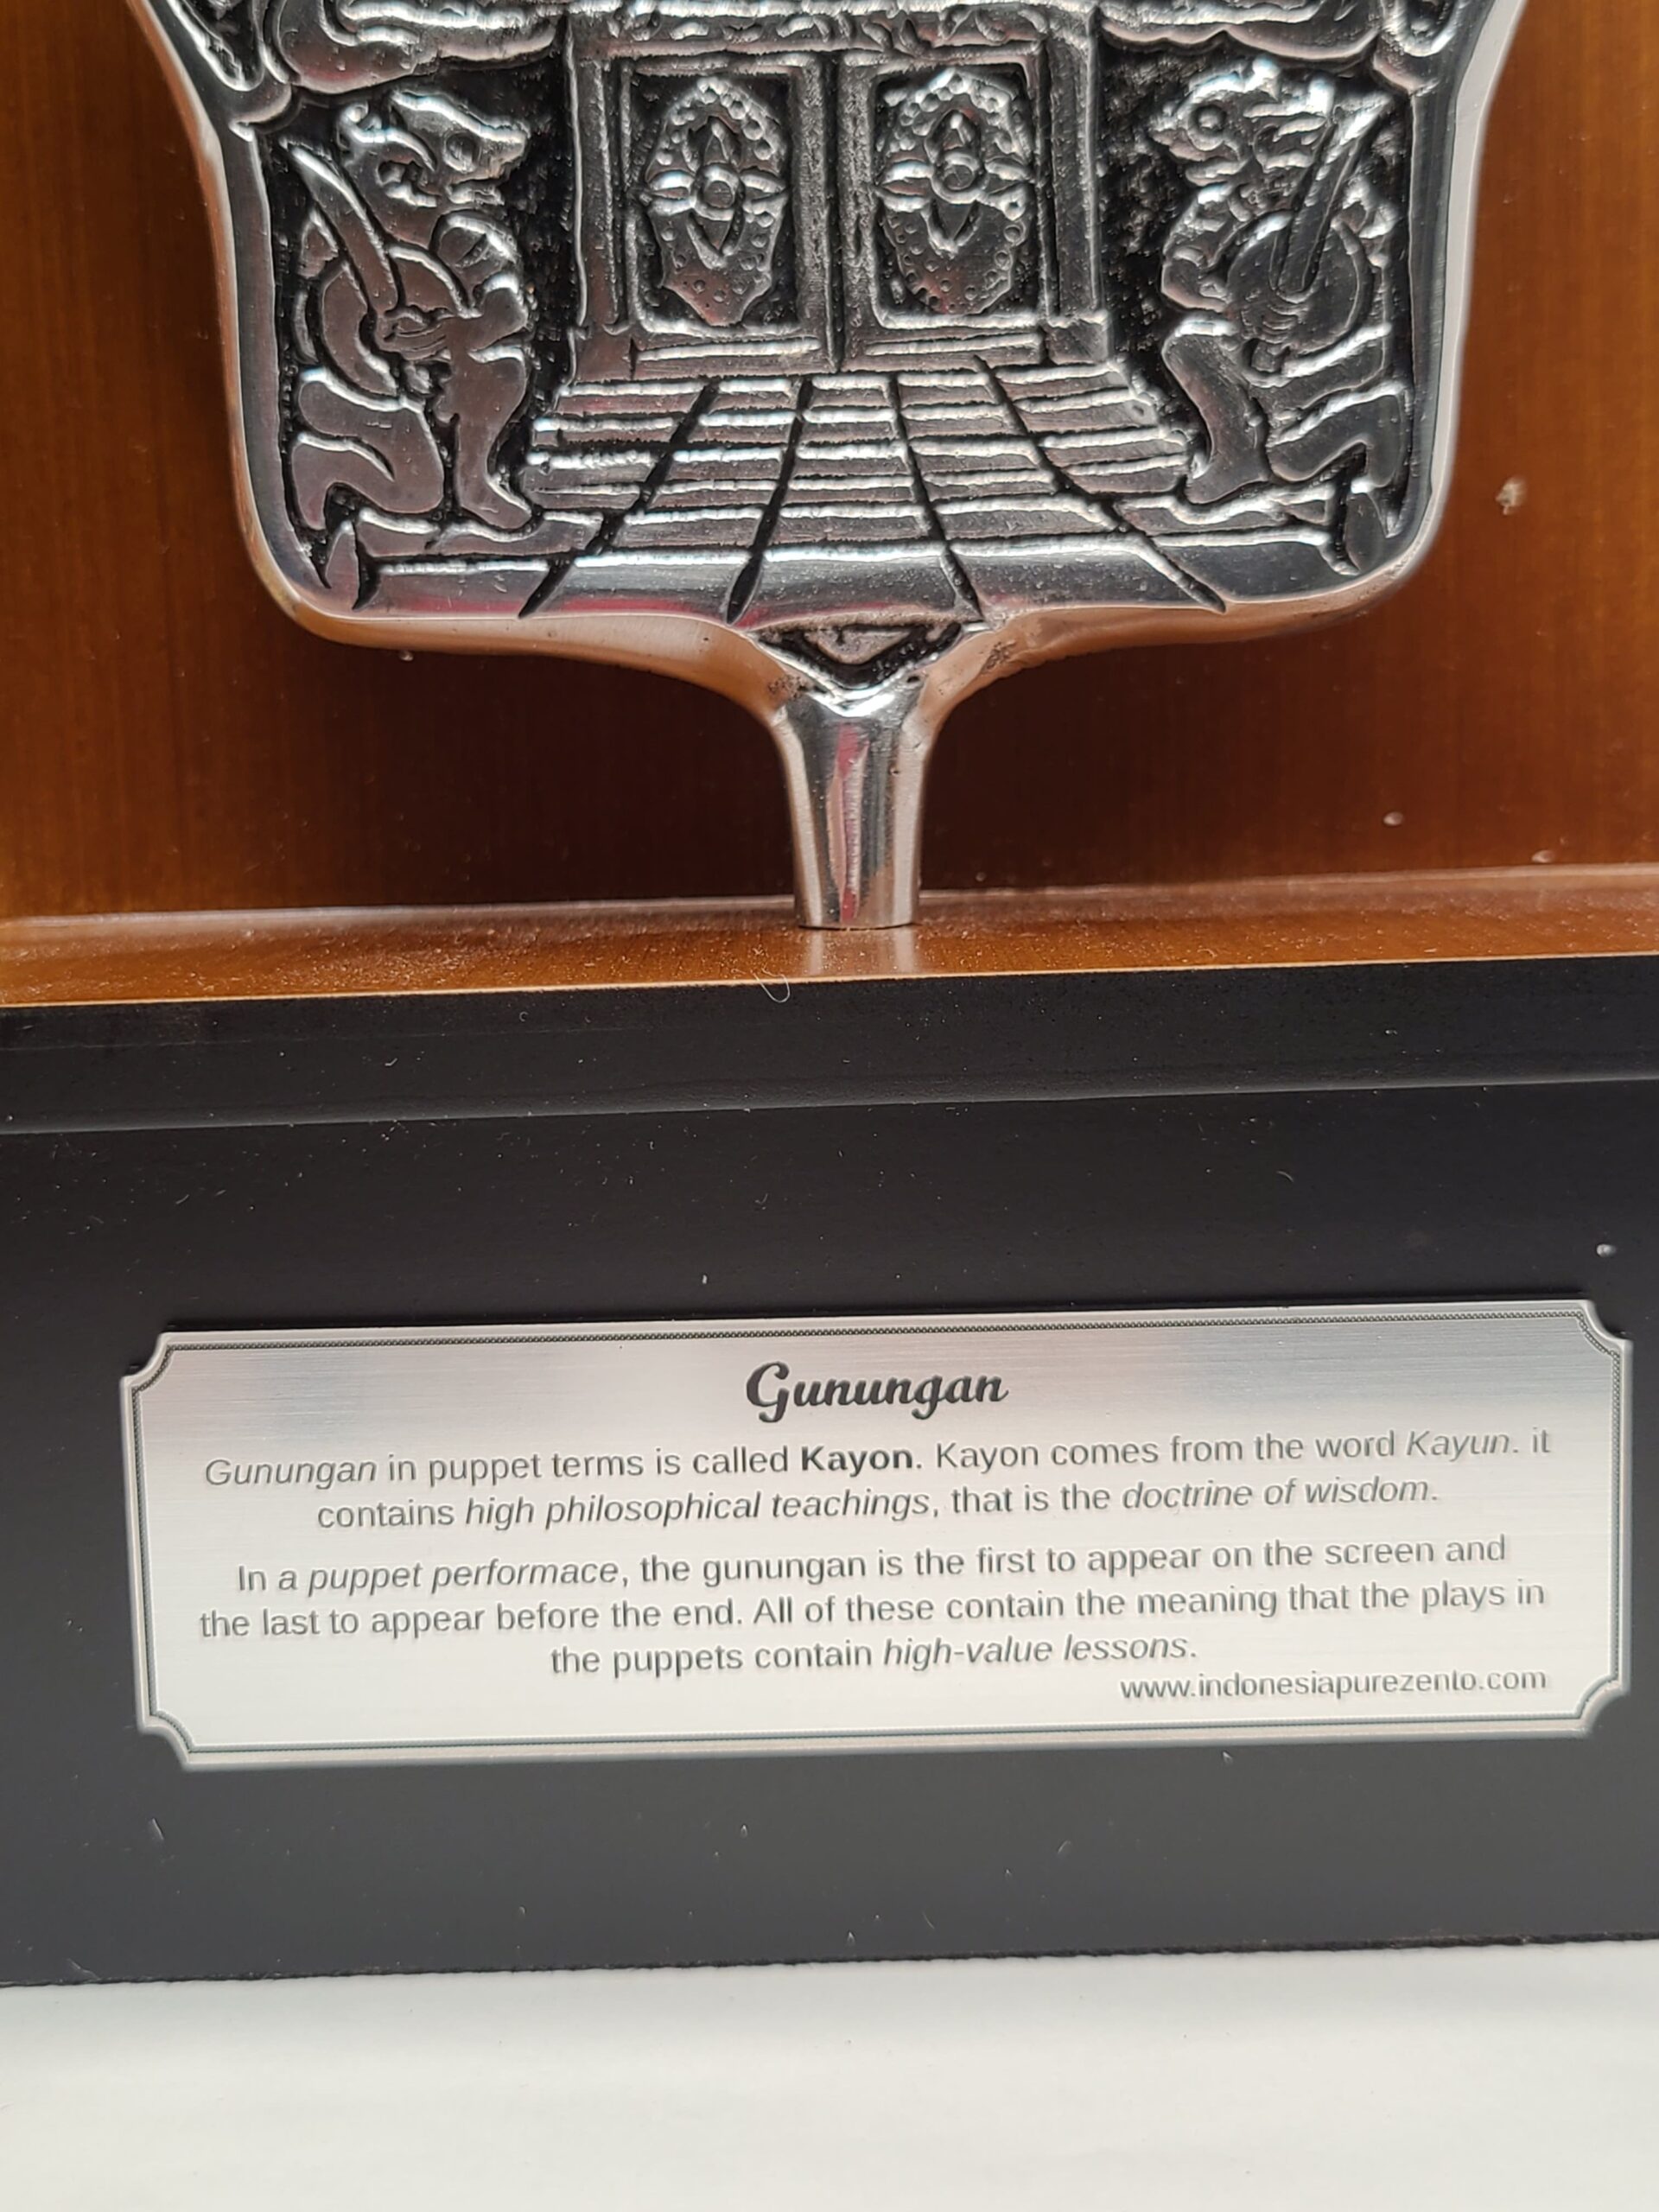 Gunungan
Gunungan in puppet terms is called Kayon. Kayon comes from the word Kayun. it
contains high philosophical teachings, that is the doctrine of wisdom.
In a puppet performace, the gunungan is the first to appear on the screen and
the last to appear before the end. All of these contain the meaning that the plays in
the puppets contain high-value lessons.
www.indonesiapurezento.com